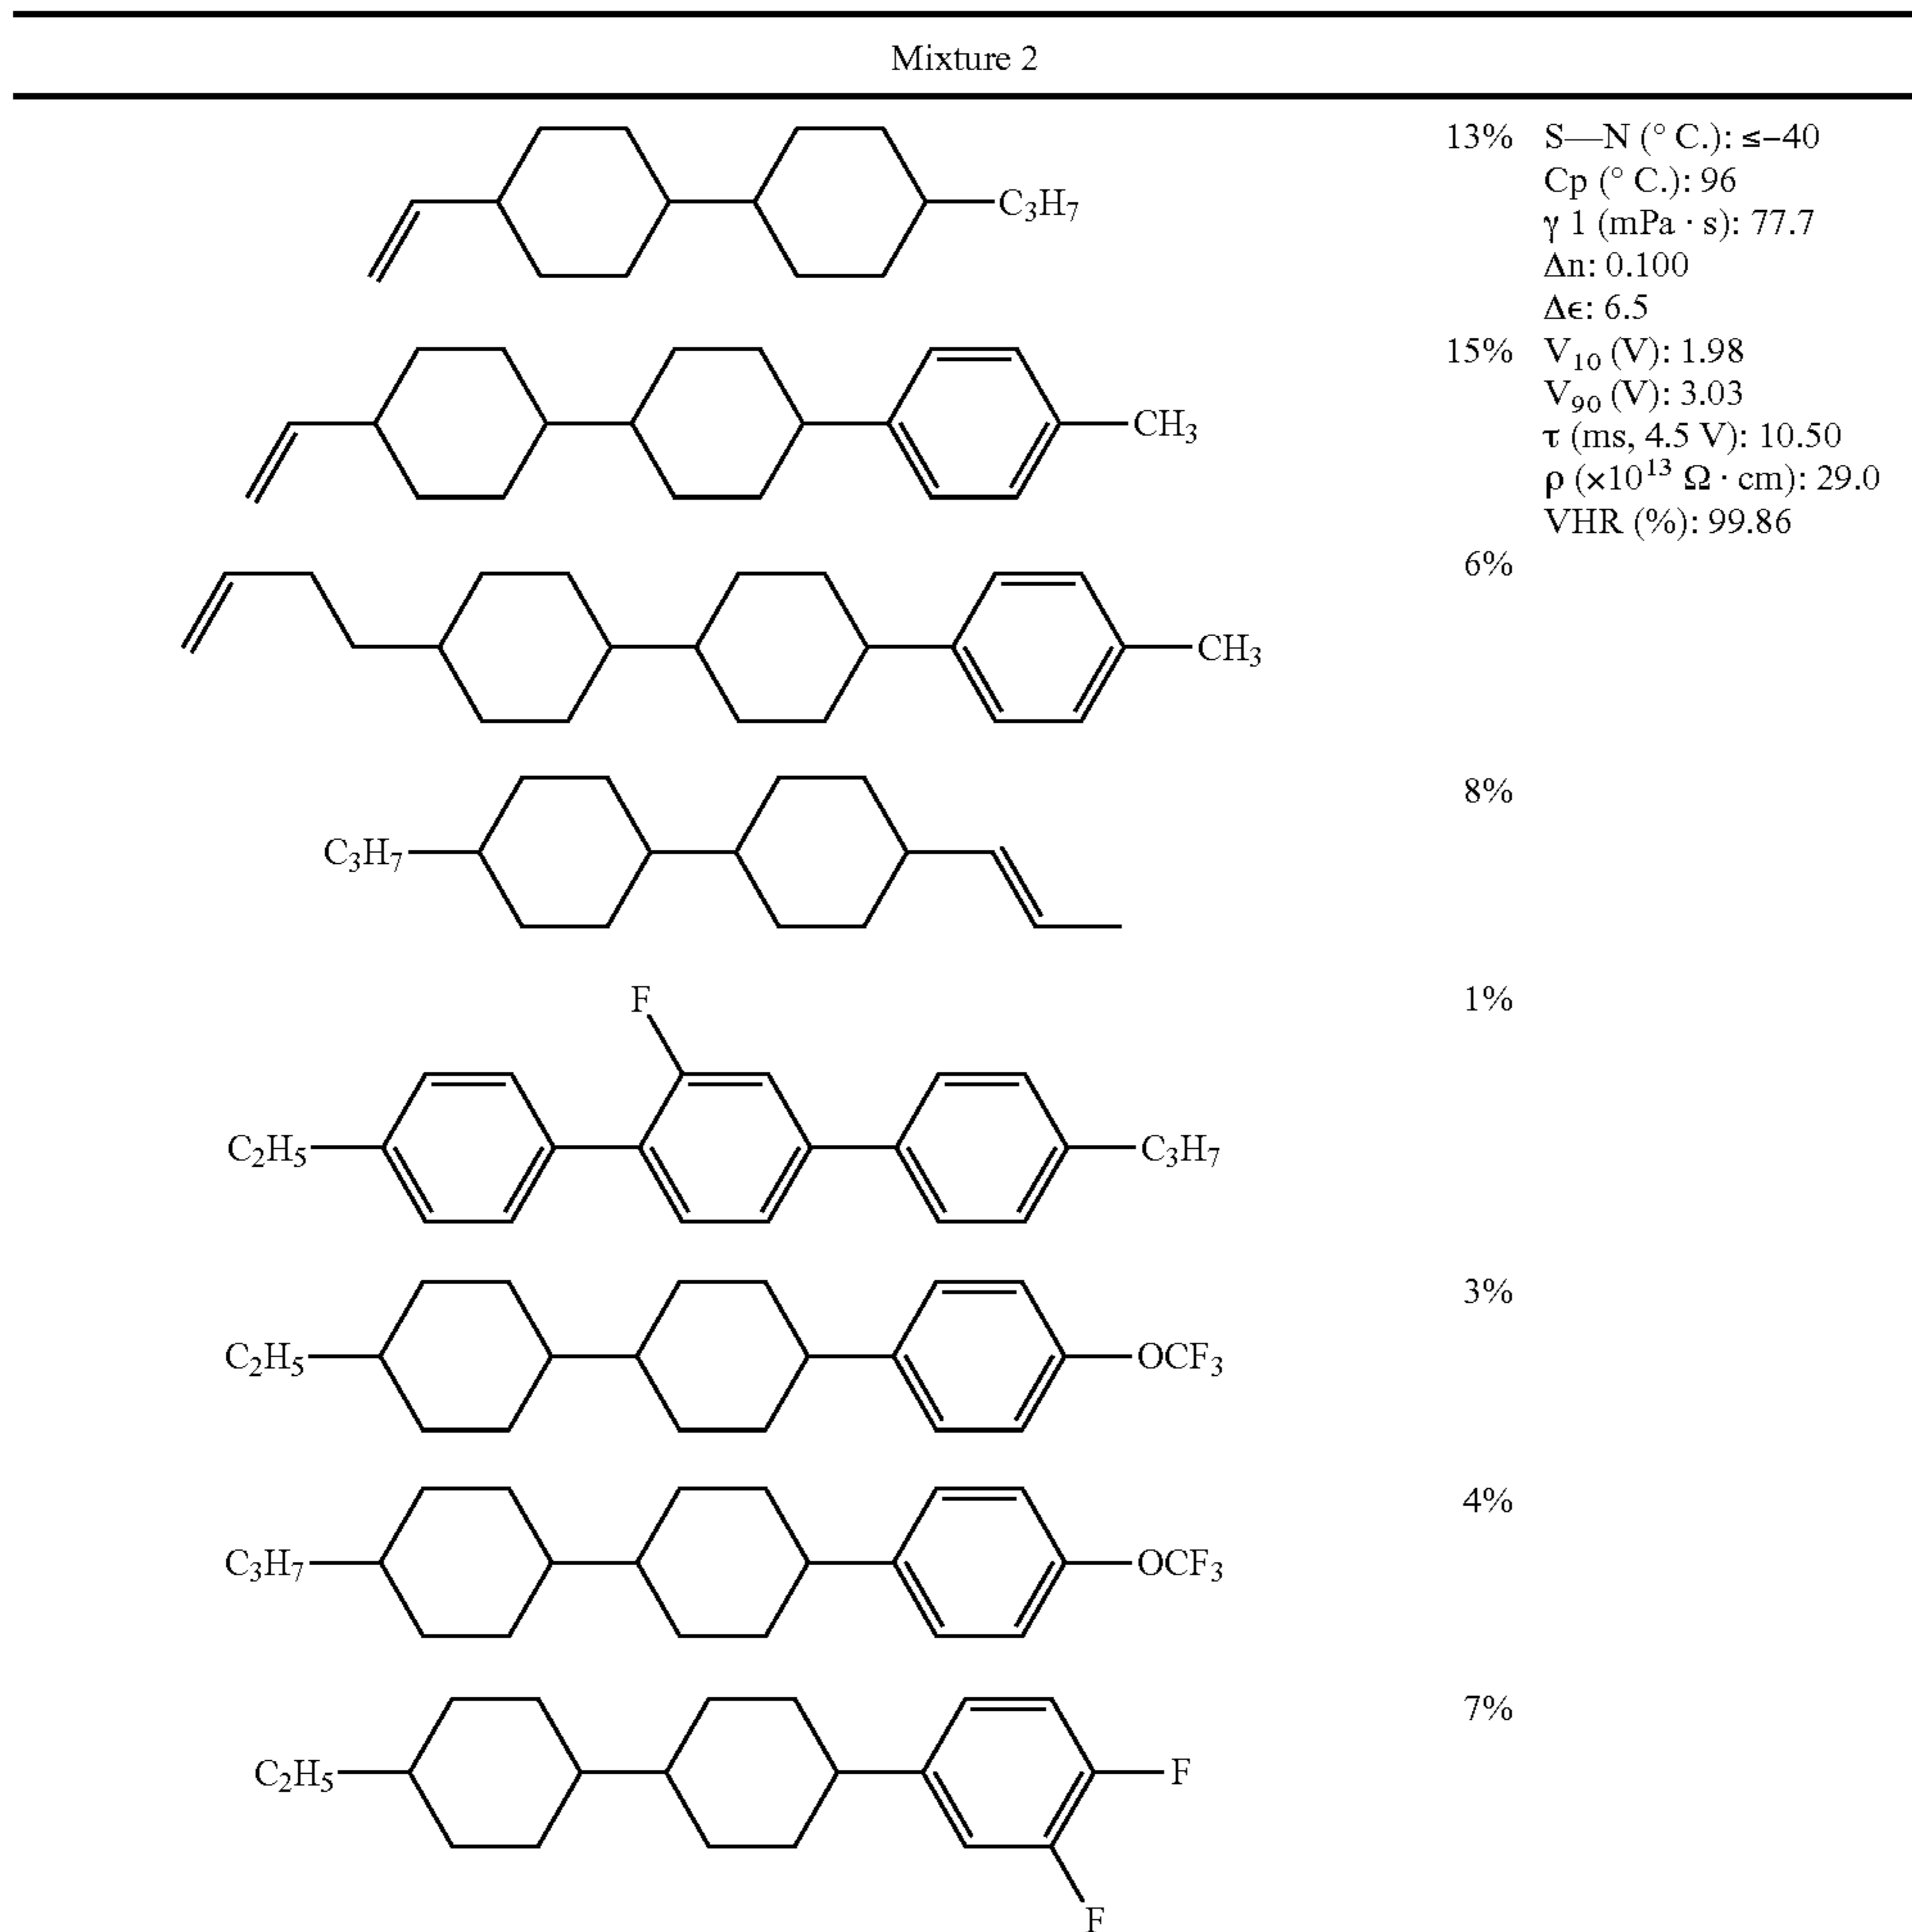 Mixture 2
13% S—N (° C.): ≤−40
Cp (° C.): 96
γ 1 (mPa · s): 77.7
C₃H₇
Δn: 0.100
Δϵ: 6.5
15% V₁₀ (V): 1.98
V₉₀ (V): 3.03
CH₃
τ (ms, 4.5 V): 10.50
ρ (×10¹³ Ω · cm): 29.0
VHR (%): 99.86
6%
CH₃
8%
C₃H₇
F 1%
C₂H₅ C₃H₇
3%
C₂H₅ OCF₃
4%
C₃H₇ OCF₃
7%
C₂H₅ F
F